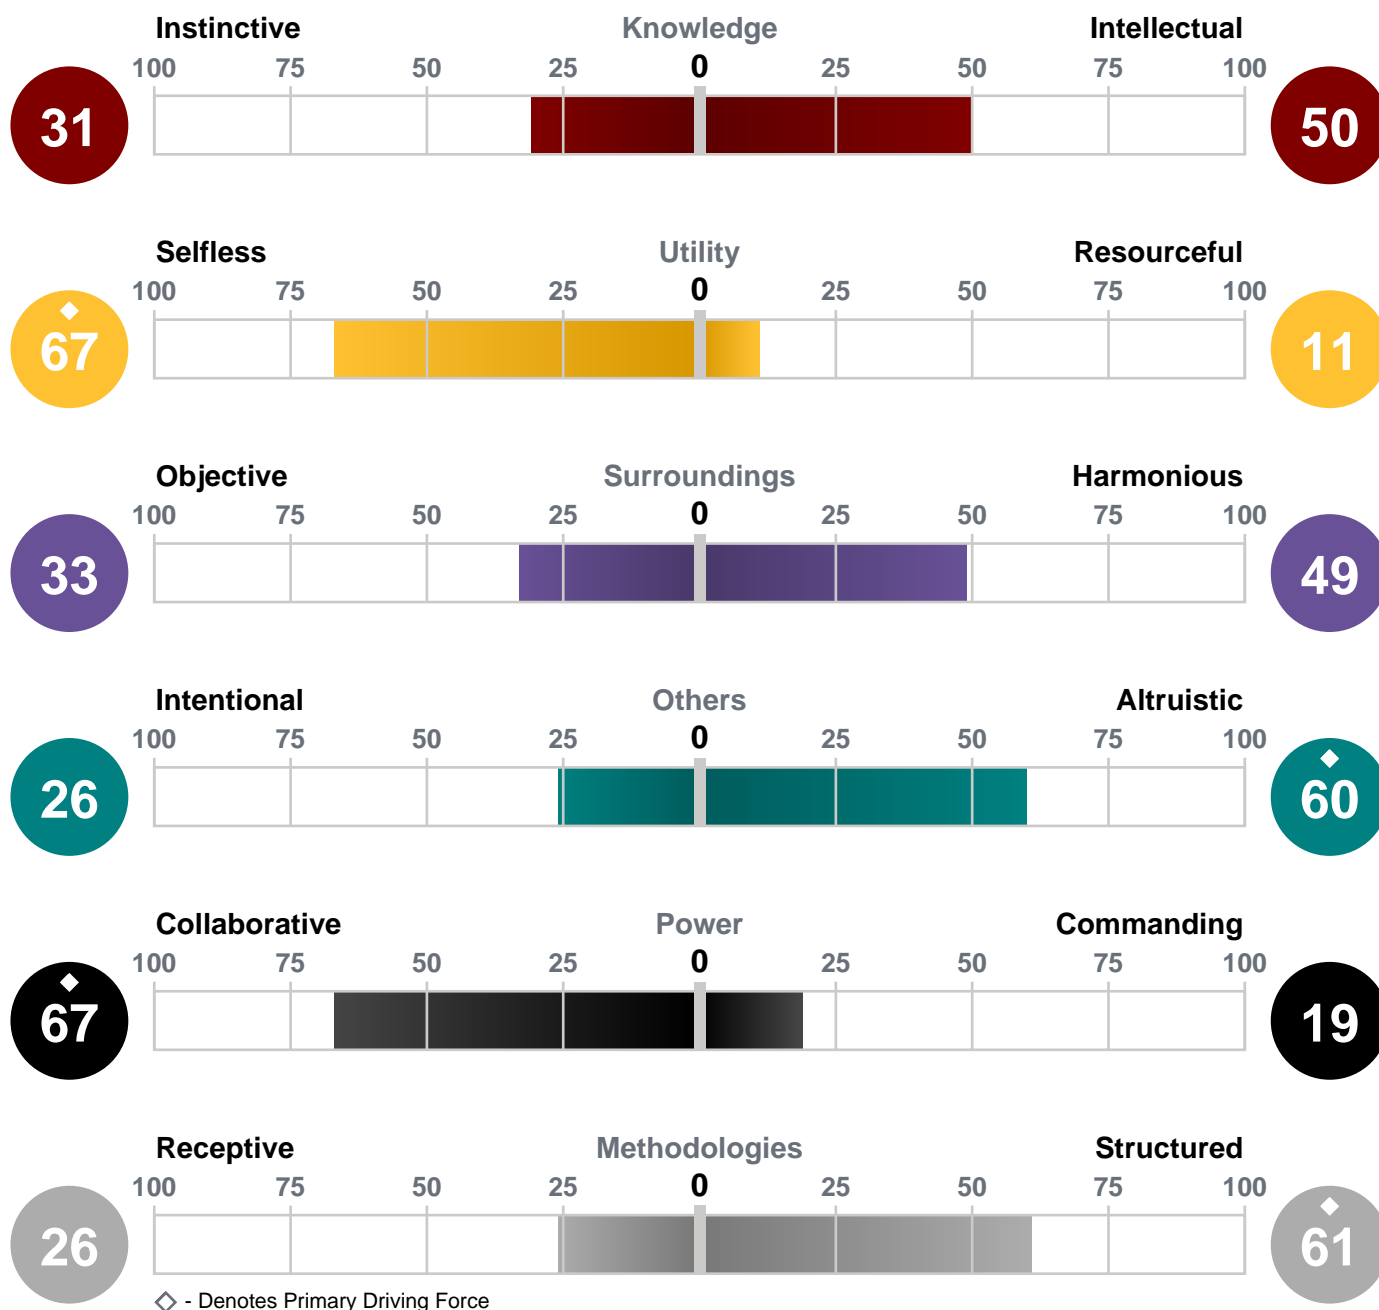 Instinctive Knowledge Intellectual
100 75 50 25 0 25 50 75 100
31 50
Selfless Utility Resourceful
100 75 50 25 0 25 50 75 100
67 11
Objective Surroundings Harmonious
100 75 50 25 0 25 50 75 100
33 49
Intentional Others Altruistic
100 75 50 25 0 25 50 75 100
26 60
Collaborative Power Commanding
100 75 50 25 0 25 50 75 100
67 19
Receptive Methodologies Structured
100 75 50 25 0 25 50 75 100
26 61
- Denotes Primary Driving Force